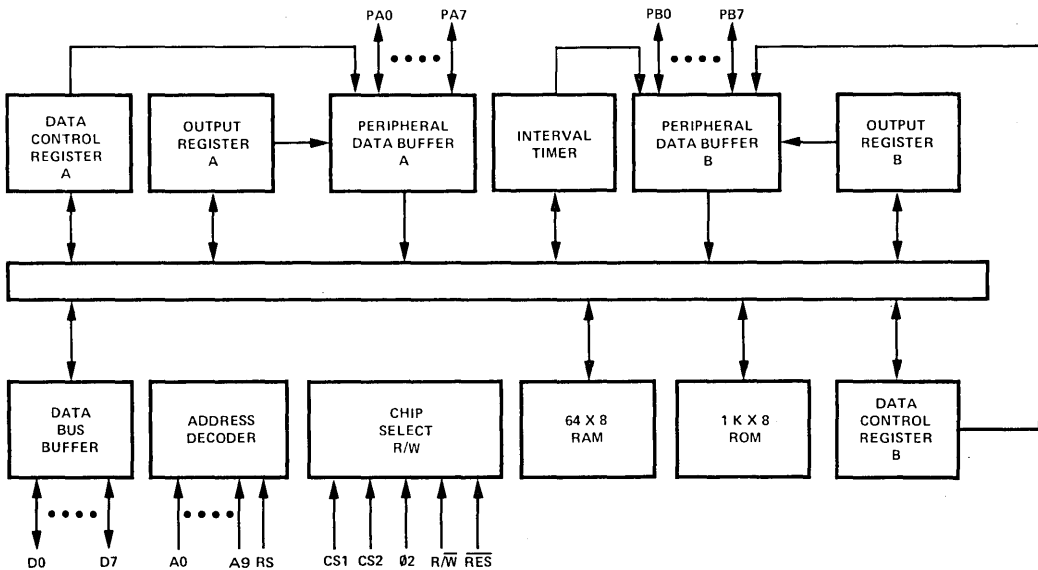 PA0 PA7 PB0 PB7
DATA
CONTROL
REGISTER
A
OUTPUT
REGISTER
A
PERIPHERAL
DATA BUFFER
A
INTERVAL
TIMER
PERIPHERAL
DATA BUFFER
B
OUTPUT
REGISTER
B
DATA
BUS
BUFFER
ADDRESS
DECODER
CHIP
SELECT
R/W
64 X 8
RAM
1 K X 8
ROM
DATA
CONTROL
REGISTER
B
D0 D7 A0 A9 RS CS1 CS2 Ø2 R/W̅ R̅E̅S̅